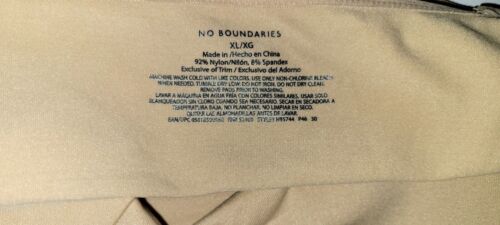 NO BOUNDARIES
XL/XG
Made in /Hecho en China
92% Nylon/Nilón, 8% Spandex
Exclusive of Trim / Exclusivo del Adorno
MACHINE WASH COLD WITH LIKE COLORS. USE ONLY NON-CHLORINE BLEACH
WHEN NEEDED. TUMBLE DRY LOW. DO NOT IRON. DO NOT DRY CLEAN.
REMOVE PADS PRIOR TO WASHING.
LAVAR A MÁQUINA EN AGUA FRÍA CON COLORES SIMILARES. USAR SOLO
BLANQUEADOR SIN CLORO CUANDO SEA NECESARIO. SECAR EN SECADORA A
TEMPERATURA BAJA. NO PLANCHAR. NO LIMPIAR EN SECO.
QUITAR LAS ALMOHADILLAS ANTES DE LAVAR.
EAN/UPC P46 30